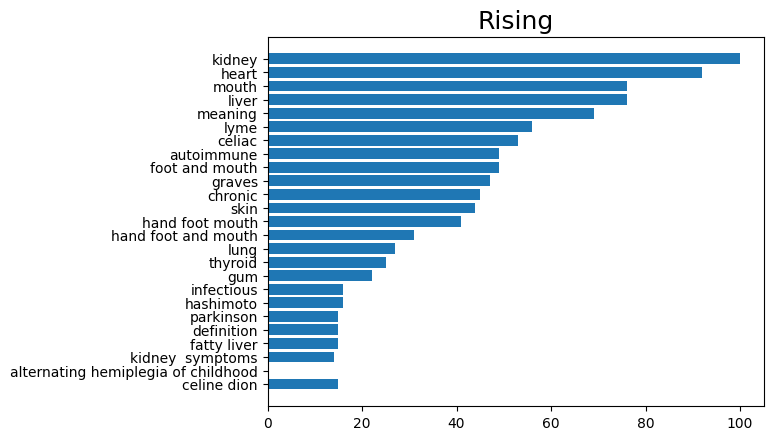 Rising
kidney
heart
mouth
liver
meaning
lyme
celiac
autoimmune
foot and mouth
graves
chronic
skin
hand foot mouth
hand foot and mouth
lung
thyroid
gum
infectious
hashimoto
parkinson
definition
fatty liver
kidney  symptoms
alternating hemiplegia of childhood
celine dion
0 20 40 60 80 100